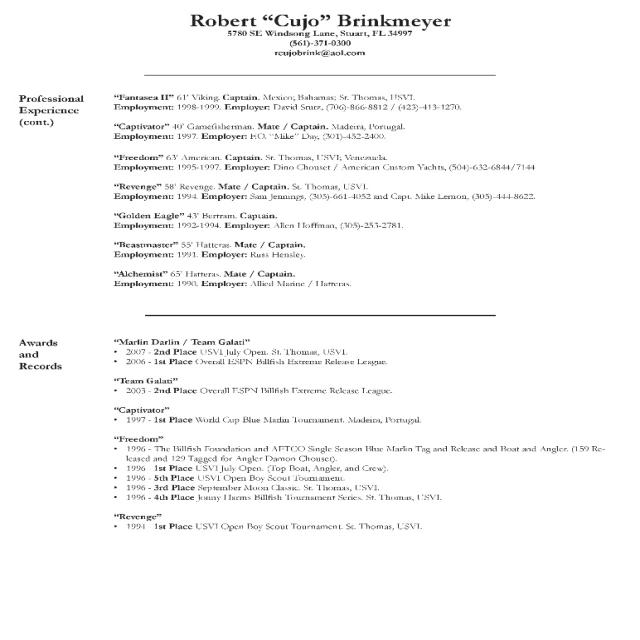 Robert “Cujo” Brinkmeyer
5780 SE Windsong Lane, Stuart, FL 34997
(561)-371-0300
rcujobrink@aol.com
Professional
Experience
(cont.)
“Fantasea II” 61' Viking. Captain. Mexico; Bahamas; St. Thomas, USVI.
Employment: 1998-1999. Employer: David Stutz, (706)-866-8812 / (423)-413-1270.
“Captivator” 40' Gamefisherman. Mate / Captain. Madeira, Portugal.
Employment: 1997. Employer: F.O. “Mike” Day, (301)-432-2400.
“Freedom” 63' American. Captain. St. Thomas, USVI; Venezuela.
Employment: 1995-1997. Employer: Dino Chouset / American Custom Yachts, (504)-632-6844/7144
“Revenge” 58' Revenge. Mate / Captain. St. Thomas, USVI.
Employment: 1994. Employer: Sam Jennings, (305)-661-4052 and Capt. Mike Lemon, (305)-444-8622.
“Golden Eagle” 43' Bertram. Captain.
Employment: 1992-1994. Employer: Allen Hoffman, (305)-253-2781.
“Beastmaster” 55' Hatteras. Mate / Captain.
Employment: 1991. Employer: Russ Hensley.
“Alchemist” 65' Hatteras. Mate / Captain.
Employment: 1990. Employer: Allied Marine / Hatteras.
Awards
and
Records
“Marlin Darlin / Team Galati”
• 2007 - 2nd Place USVI July Open. St. Thomas, USVI.
• 2006 - 1st Place Overall ESPN Billfish Extreme Release League.
“Team Galati”
• 2003 - 2nd Place Overall ESPN Billfish Extreme Release League.
“Captivator”
• 1997 - 1st Place World Cup Blue Marlin Tournament. Madeira, Portugal.
“Freedom”
• 1996 - The Billfish Foundation and AFTCO Single Season Blue Marlin Tag and Release and Boat and Angler. (159 Re-
leased and 129 Tagged for Angler Damon Chouset).
• 1996 - 1st Place USVI July Open. (Top Boat, Angler, and Crew).
• 1996 - 5th Place USVI Open Boy Scout Tournament.
• 1996 - 3rd Place September Moon Classic. St. Thomas, USVI.
• 1996 - 4th Place Jonny Harms Billfish Tournament Series. St. Thomas, USVI.
“Revenge”
• 1994 - 1st Place USVI Open Boy Scout Tournament. St. Thomas, USVI.